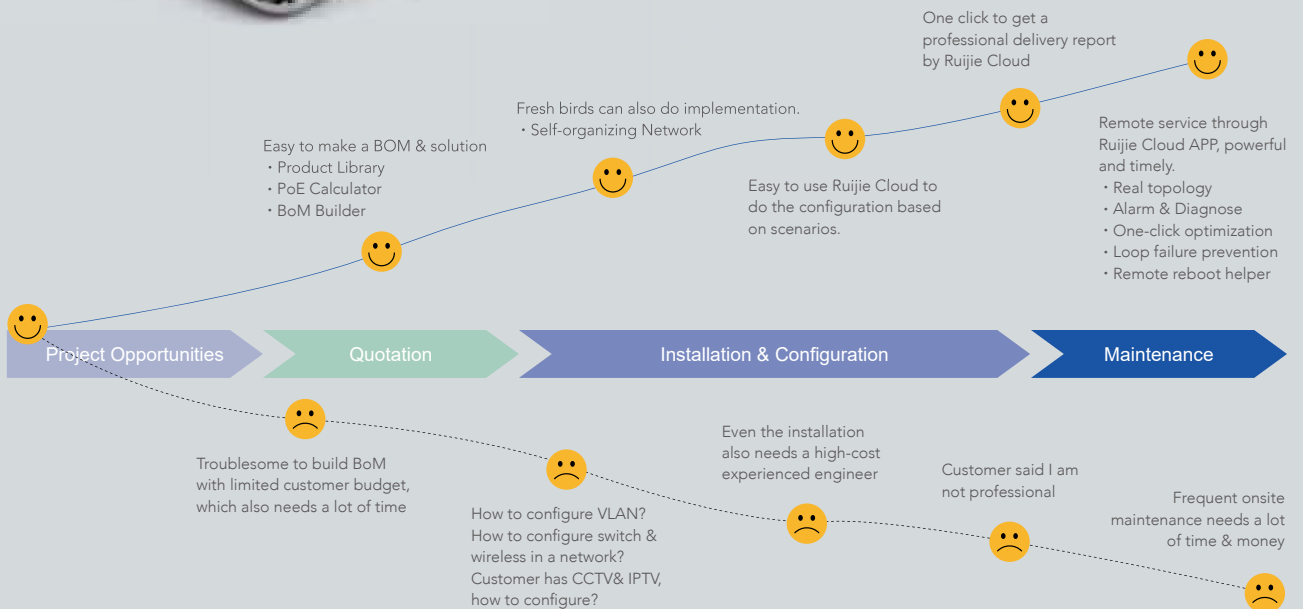 One click to get a
professional delivery report
by Ruijie Cloud
Fresh birds can also do implementation.
・Self-organizing Network
Easy to make a BOM & solution
・Product Library
・PoE Calculator
・BoM Builder
Easy to use Ruijie Cloud to
do the configuration based
on scenarios.
Remote service through
Ruijie Cloud APP, powerful
and timely.
・Real topology
・Alarm & Diagnose
・One-click optimization
・Loop failure prevention
・Remote reboot helper
Project Opportunities
Quotation
Installation & Configuration
Maintenance
Troublesome to build BoM
with limited customer budget,
which also needs a lot of time
How to configure VLAN?
How to configure switch &
wireless in a network?
Customer has CCTV& IPTV,
how to configure?
Even the installation
also needs a high-cost
experienced engineer
Customer said I am
not professional
Frequent onsite
maintenance needs a lot
of time & money